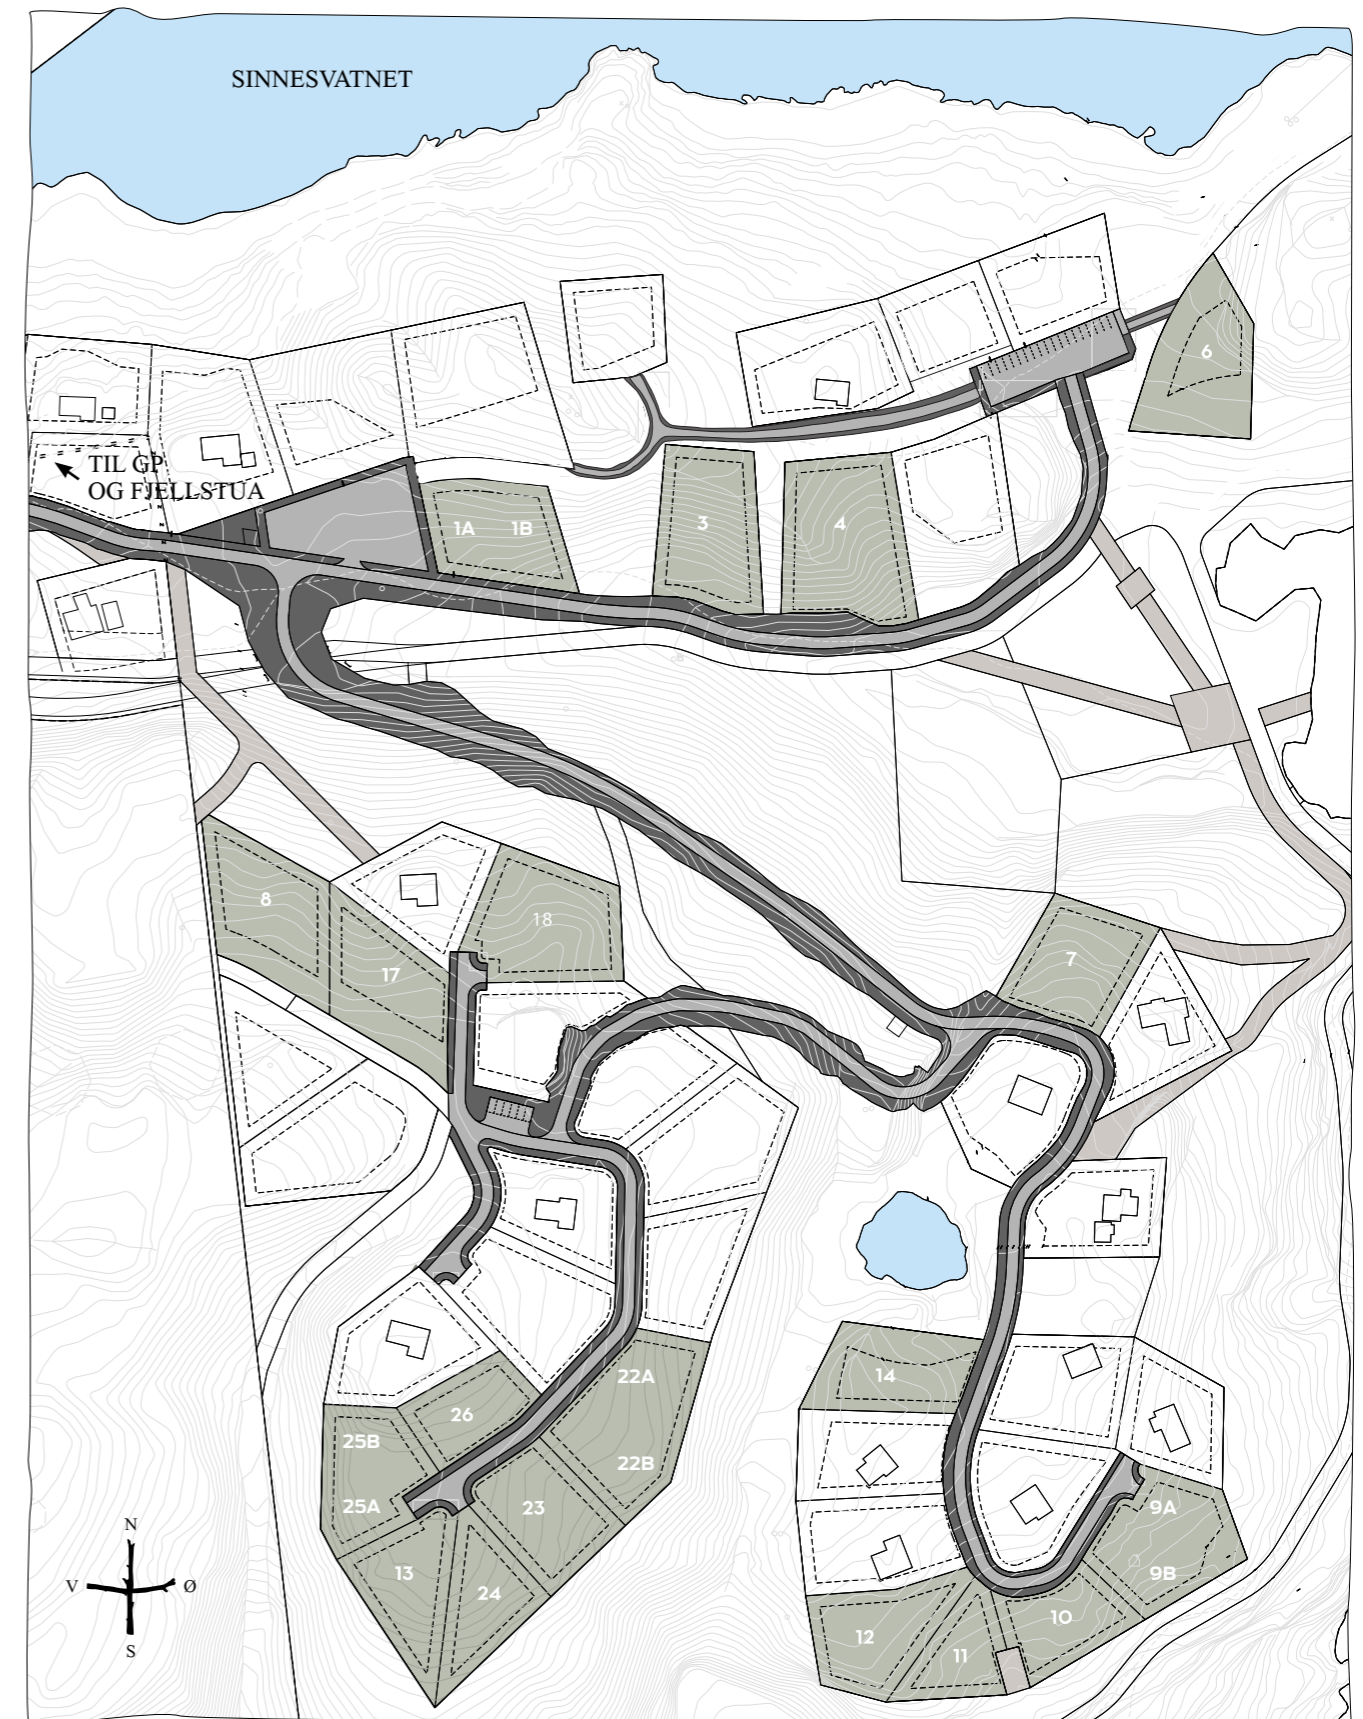 SINNESVATNET
6
TIL GP
OG FJELLSTUA
1A
1B
3
4
8
18
17
7
22A
14
26
25B
22B
25A
23
9A
13
24
9B
10
12
11
N
V
Ø
S